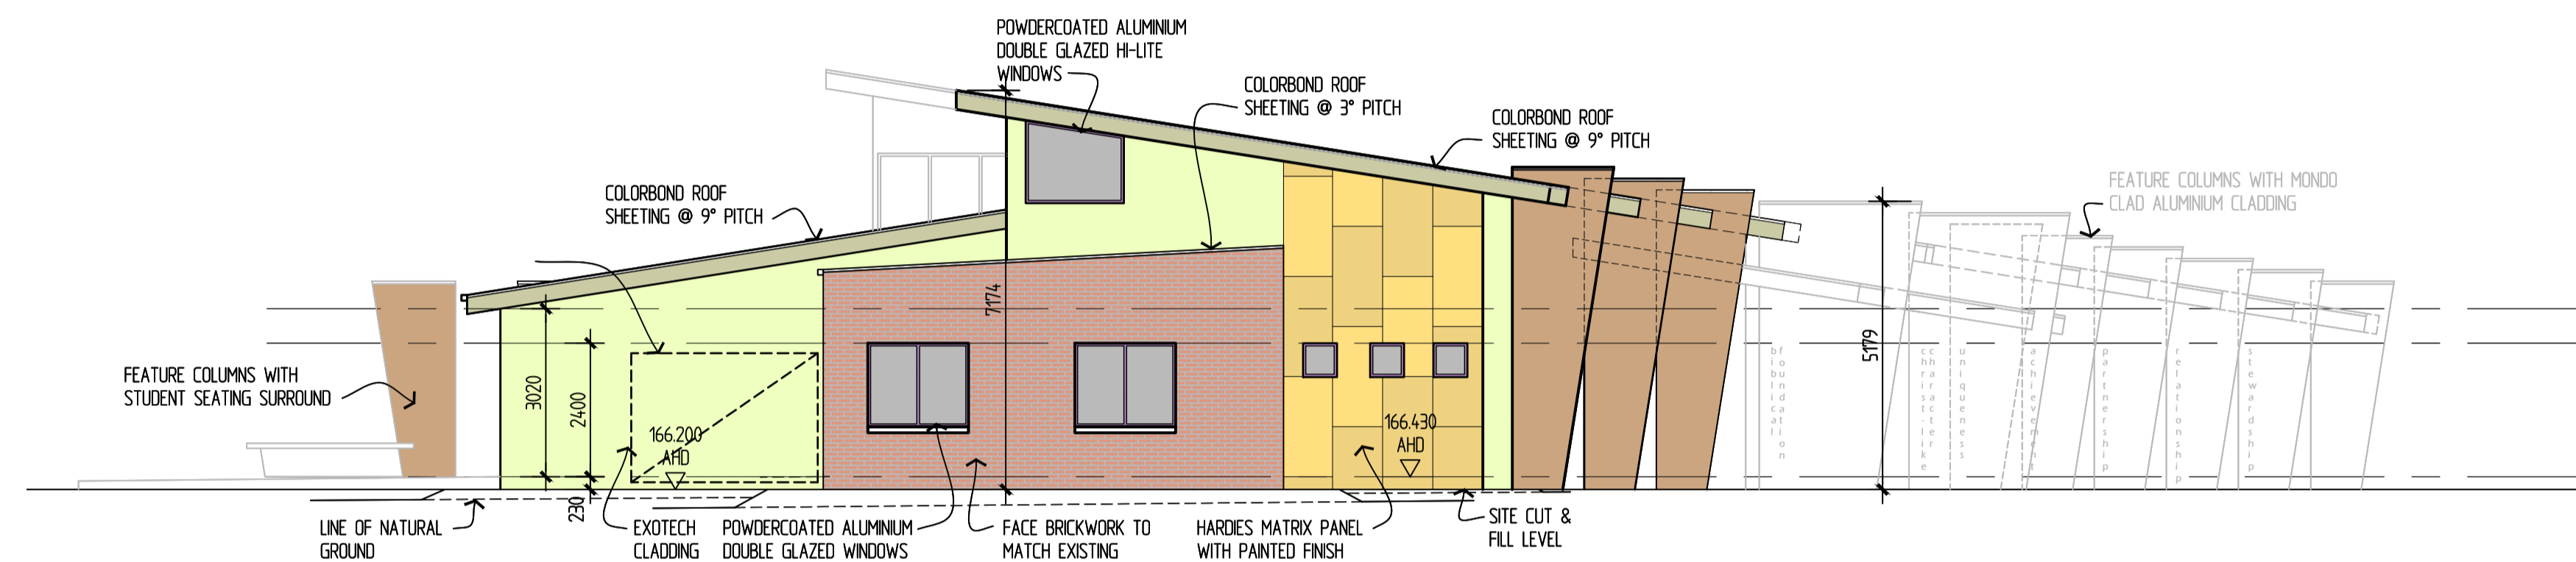 POWDERCOATED ALUMINIUM
DOUBLE GLAZED HI-LITE
WINDOWS
COLORBOND ROOF
SHEETING @ 3° PITCH
COLORBOND ROOF
SHEETING @ 9° PITCH
COLORBOND ROOF
SHEETING @ 9° PITCH
FEATURE COLUMNS WITH MONDO
CLAD ALUMINIUM CLADDING
FEATURE COLUMNS WITH
STUDENT SEATING SURROUND
3020
2400
230
7174
5179
166.200
AHD
166.430
AHD
biblical
foundation
christ-like
characters
uniqueness
achievement
partnership
relationship
stewardship
LINE OF NATURAL
GROUND
EXOTECH
CLADDING
POWDERCOATED ALUMINIUM
DOUBLE GLAZED WINDOWS
FACE BRICKWORK TO
MATCH EXISTING
HARDIES MATRIX PANEL
WITH PAINTED FINISH
SITE CUT &
FILL LEVEL